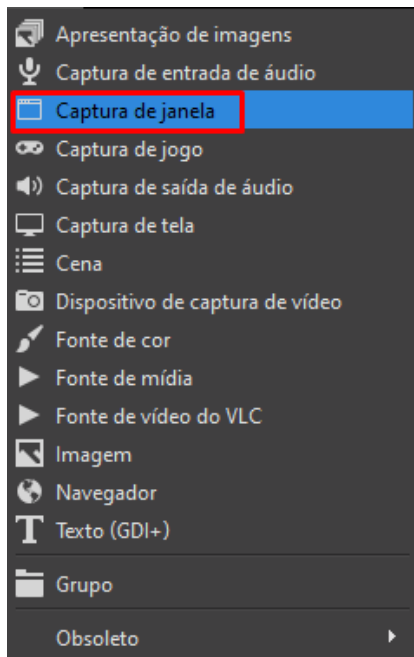 Apresentação de imagens
Captura de entrada de áudio
Captura de janela
Captura de jogo
Captura de saída de áudio
Captura de tela
Cena
Dispositivo de captura de vídeo
Fonte de cor
Fonte de mídia
Fonte de vídeo do VLC
Imagem
Navegador
Texto (GDI+)
Grupo
Obsoleto